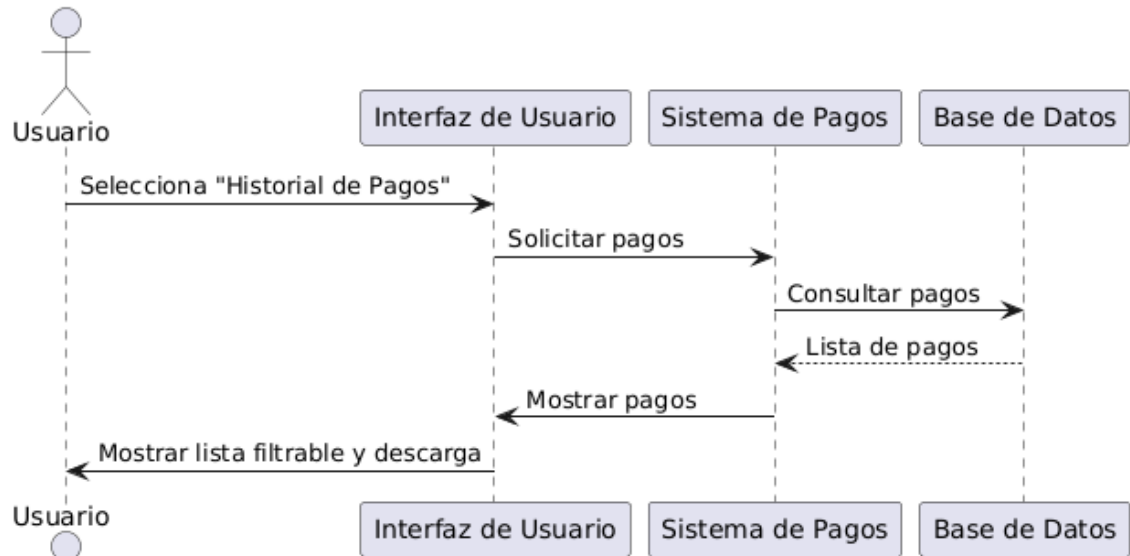 Usuario
Interfaz de Usuario
Sistema de Pagos
Base de Datos
Selecciona "Historial de Pagos"
Solicitar pagos
Consultar pagos
Lista de pagos
Mostrar pagos
Mostrar lista filtrable y descarga
Usuario
Interfaz de Usuario
Sistema de Pagos
Base de Datos